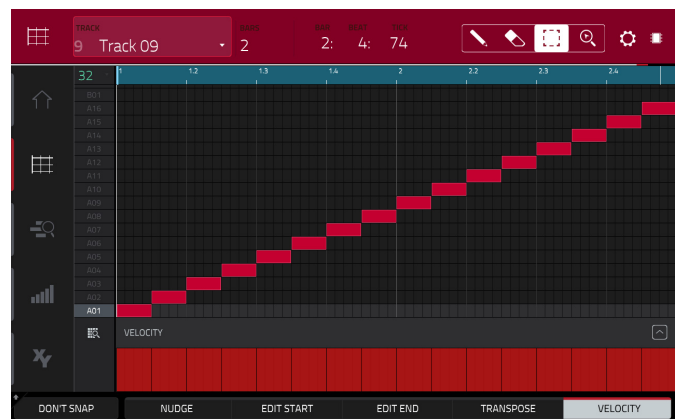 TRACK BARS BAR BEAT TICK
9 Track 09 2 2: 4: 74
32 1 1.2 1.3 1.4 2 2.2 2.3 2.4
B01
A16
A15
A14
A13
A12
A11
A10
A09
A08
A07
A06
A05
A04
A03
A02
A01
VELOCITY
XY
DON'T SNAP NUDGE EDIT START EDIT END TRANSPOSE VELOCITY